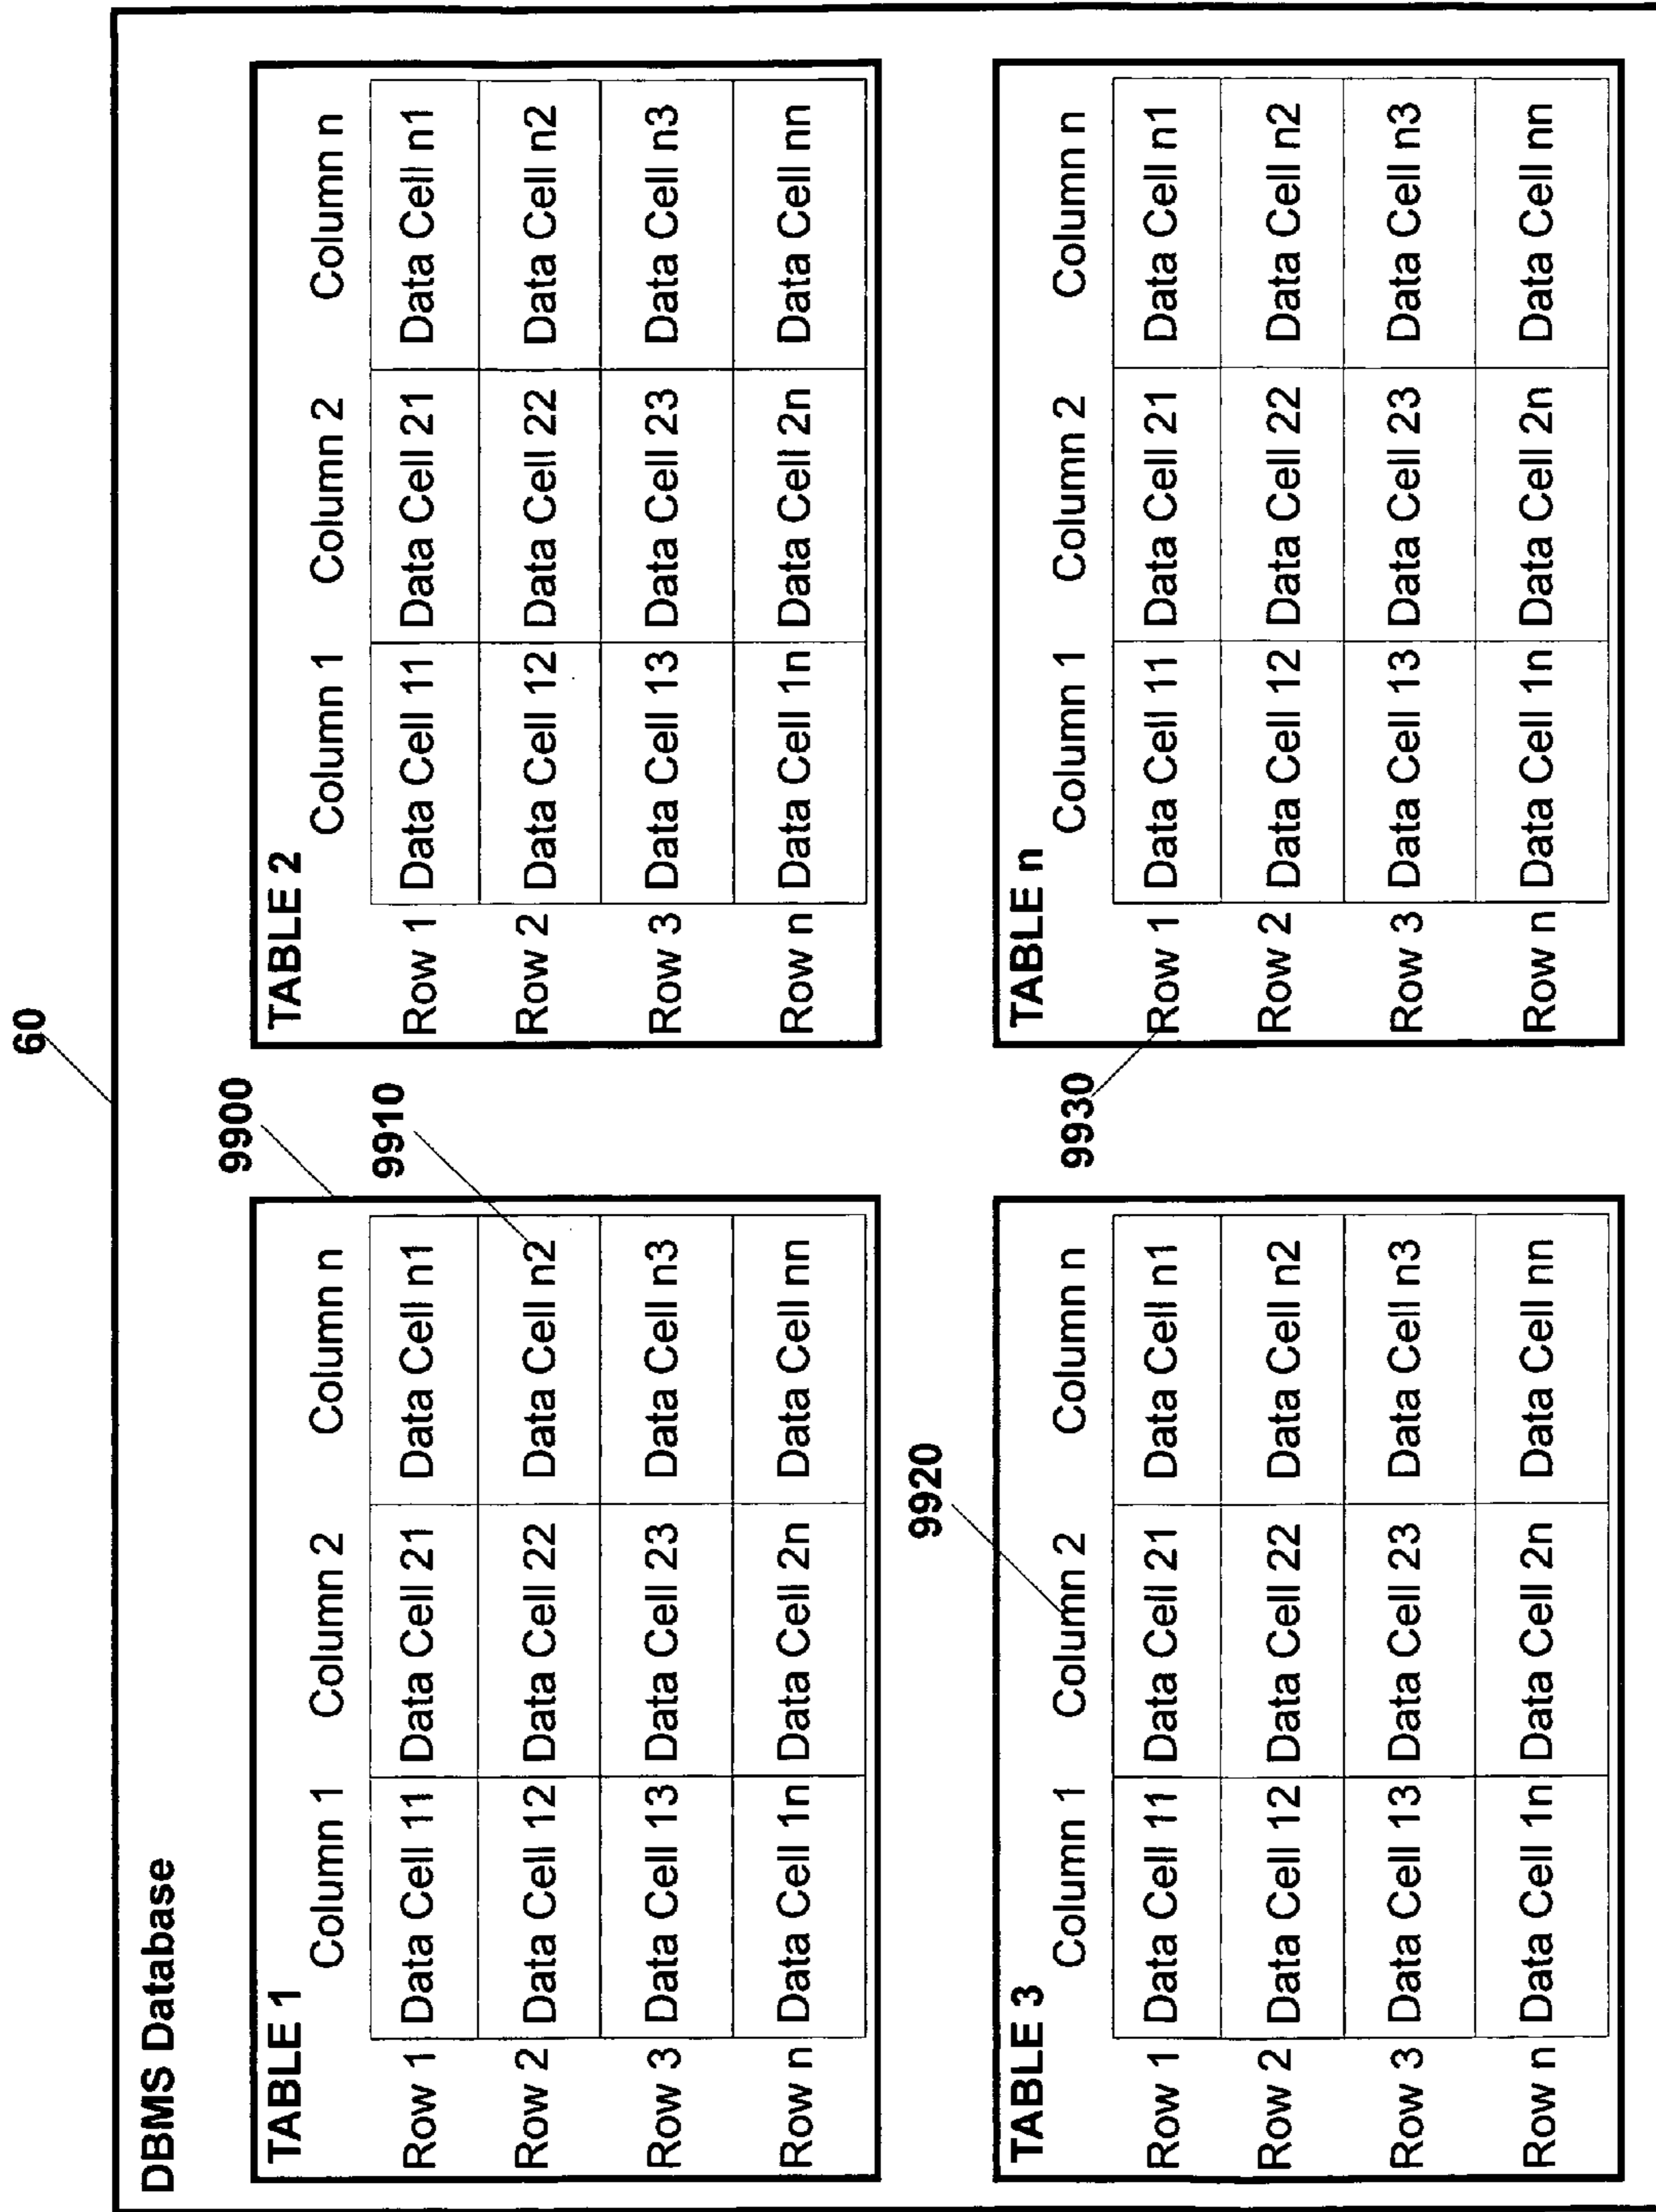 60
DBMS Database
9900
TABLE 1
Column 1 Column 2 Column n
Row 1 Data Cell 11 Data Cell 21 Data Cell n1
Row 2 Data Cell 12 Data Cell 22 Data Cell n2
Row 3 Data Cell 13 Data Cell 23 Data Cell n3
Row n Data Cell 1n Data Cell 2n Data Cell nn
9910
TABLE 2
Column 1 Column 2 Column n
Row 1 Data Cell 11 Data Cell 21 Data Cell n1
Row 2 Data Cell 12 Data Cell 22 Data Cell n2
Row 3 Data Cell 13 Data Cell 23 Data Cell n3
Row n Data Cell 1n Data Cell 2n Data Cell nn
9920
TABLE 3
Column 1 Column 2 Column n
Row 1 Data Cell 11 Data Cell 21 Data Cell n1
Row 2 Data Cell 12 Data Cell 22 Data Cell n2
Row 3 Data Cell 13 Data Cell 23 Data Cell n3
Row n Data Cell 1n Data Cell 2n Data Cell nn
9930
TABLE n
Column 1 Column 2 Column n
Row 1 Data Cell 11 Data Cell 21 Data Cell n1
Row 2 Data Cell 12 Data Cell 22 Data Cell n2
Row 3 Data Cell 13 Data Cell 23 Data Cell n3
Row n Data Cell 1n Data Cell 2n Data Cell nn